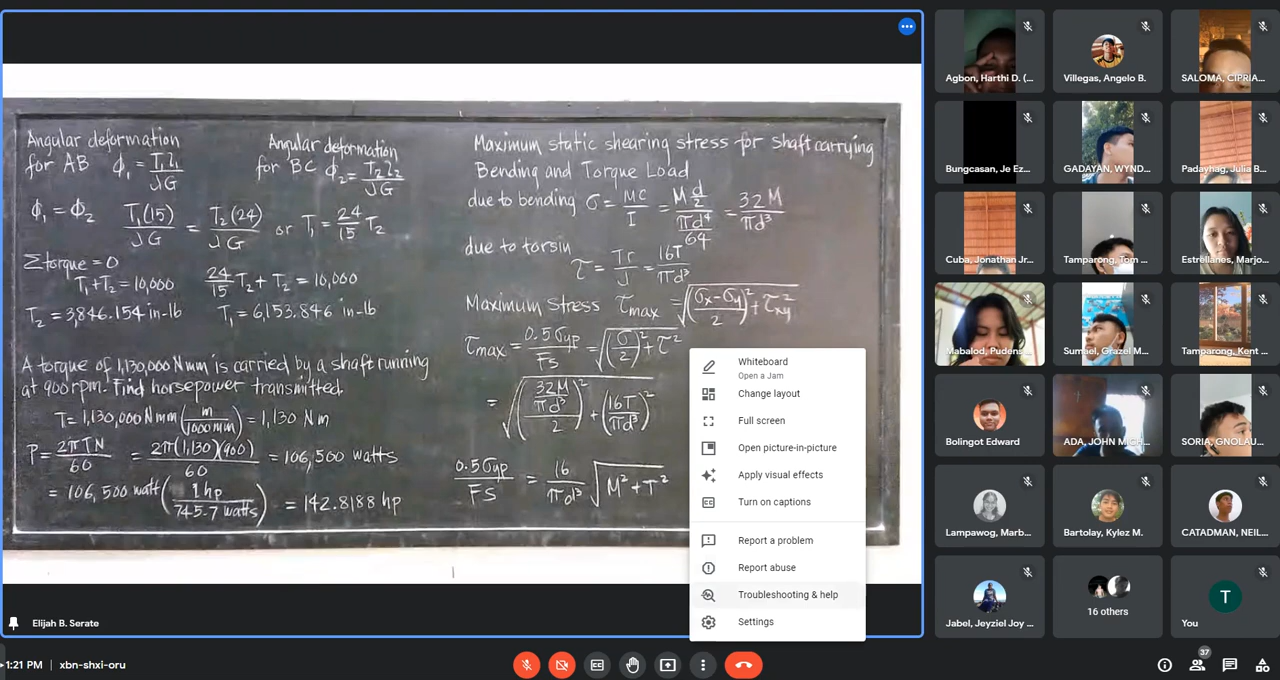 Angular deformation
for AB ϕ₁ = T₁l₁ / JG
Angular deformation
for BC ϕ₂ = T₂l₂ / JG
ϕ₁ = ϕ₂ T₁(15) / JG = T₂(24) / JG or T₁ = 24/15 T₂
Σtorque = 0
T₁ + T₂ = 10,000 24/15 T₂ + T₂ = 10,000
T₂ = 3,846.154 in-lb T₁ = 6,153.846 in-lb
A torque of 1,130,000 Nmm is carried by a shaft running
at 900 rpm. Find horsepower transmitted.
T = 1,130,000 Nmm (m / 1000mm) = 1,130 Nm
P = 2πTN / 60 = 2π(1,130)(900) / 60 = 106,500 watts
= 106,500 watt (1 hp / 745.7 watts) = 142.8188 hp
Maximum static shearing stress for shaft carrying
Bending and Torque Load
due to bending σ = Mc / I = M d/2 / πd⁴/64 = 32M / πd³
due to torsin
τ = Tr / J = 16T / πd³
Maximum Stress τmax = √((σx-σy / 2)² + τxy²)
τmax = 0.5σyp / Fs = √((σ/2)² + τ²)
= √((32M/πd³ / 2)² + (16T / πd³)²)
0.5σyp / Fs = 16 / πd³ √M² + T²
Elijah B. Serate
Whiteboard
Open a Jam
Change layout
Full screen
Open picture-in-picture
Apply visual effects
Turn on captions
Report a problem
Report abuse
Troubleshooting & help
Settings
Agbon, Harthi D. (...
Villegas, Angelo B.
SALOMA, CIPRIA...
Bungcasan, Je Ez...
GADAYAN, WYND...
Padayhag, Julia B...
Cuba, Jonathan Jr...
Tamparong, Tom ...
Estrellanes, Marjo...
Mabalod, Pudens...
Sumael, Grazel M...
Tamparong, Kent ...
Bolingot Edward
ADA, JOHN MICH...
SORIA, GNOLAU...
Lampawog, Marb...
Bartolay, Kylez M.
CATADMAN, NEIL...
Jabel, Jeyziel Joy ...
16 others
T
You
1:21 PM | xbn-shxi-oru
37